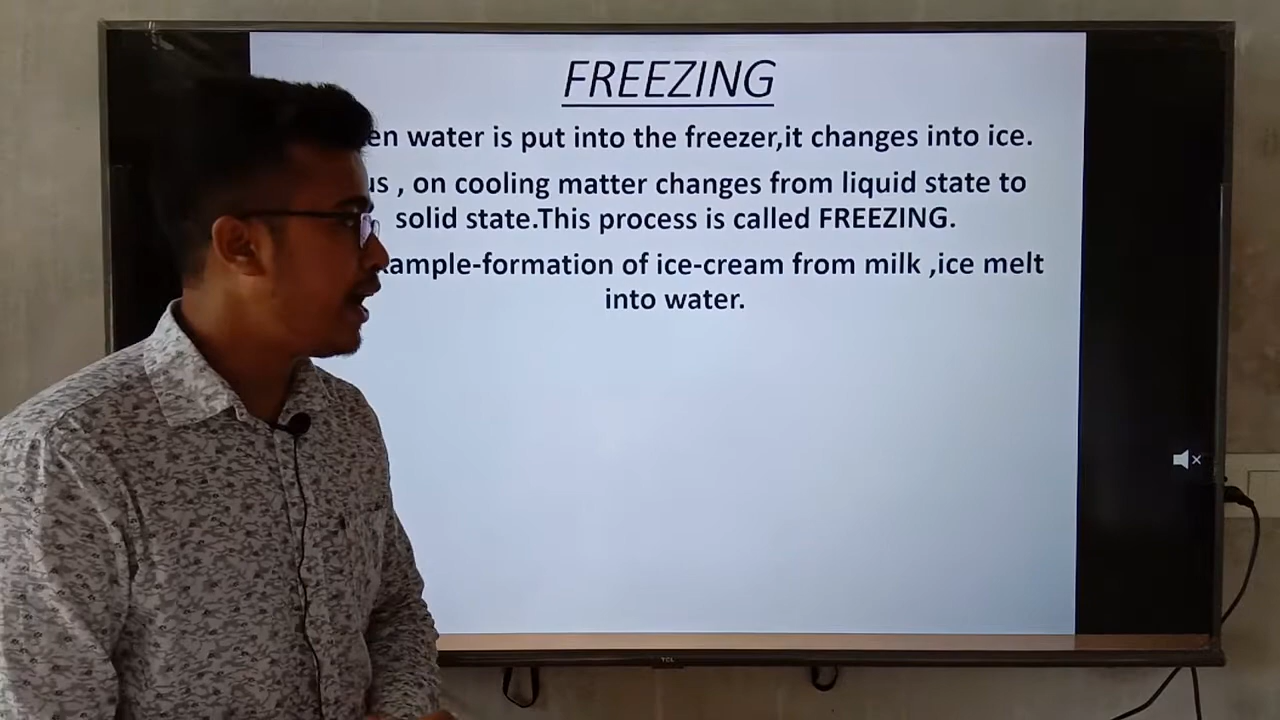 FREEZING
en water is put into the freezer,it changes into ice.
us , on cooling matter changes from liquid state to
solid state.This process is called FREEZING.
ample-formation of ice-cream from milk ,ice melt
into water.
TCL